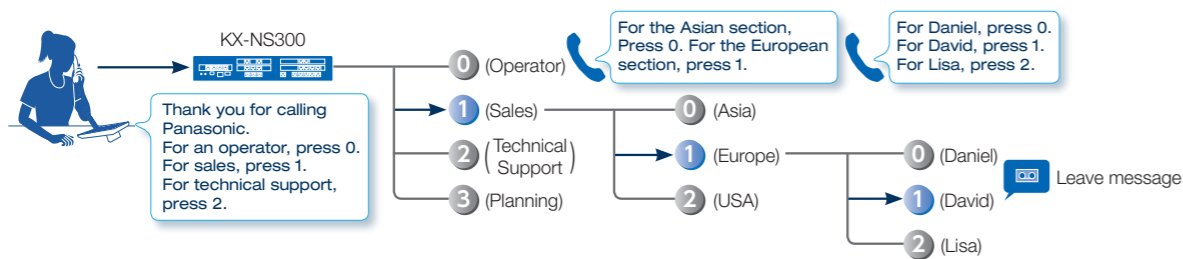 KX-NS300
Thank you for calling
Panasonic.
For an operator, press 0.
For sales, press 1.
For technical support,
press 2.
0 (Operator)
1 (Sales)
2 (Technical
Support)
3 (Planning)
For the Asian section,
Press 0. For the European
section, press 1.
0 (Asia)
1 (Europe)
2 (USA)
For Daniel, press 0.
For David, press 1.
For Lisa, press 2.
0 (Daniel)
1 (David)
2 (Lisa)
Leave message